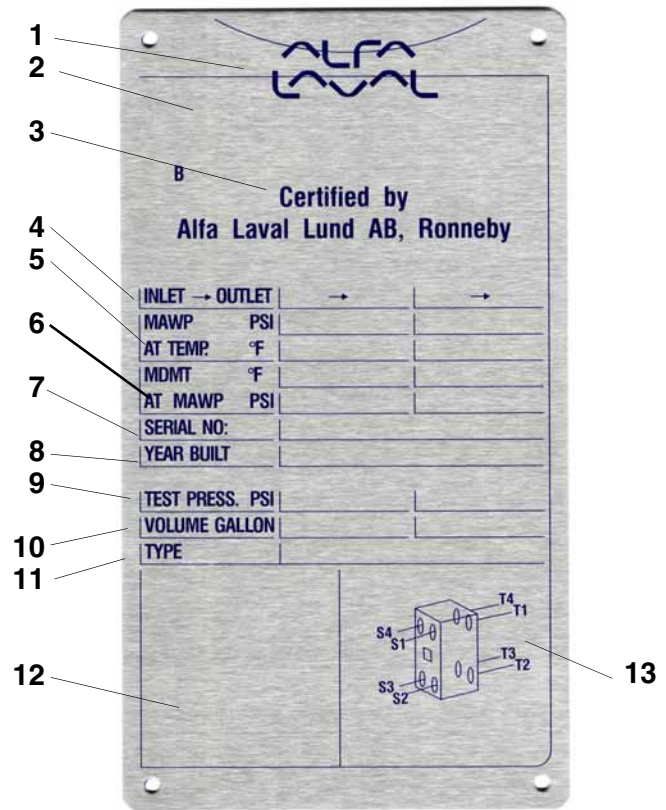 1
ALFA
LAVAL
2
3
B
Certified by
Alfa Laval Lund AB, Ronneby
4
INLET → OUTLET → →
5
MAWP PSI
AT TEMP. °F
6
MDMT °F
AT MAWP PSI
7
SERIAL NO:
8
YEAR BUILT
9
TEST PRESS. PSI
10
VOLUME GALLON
11
TYPE
12
T4
T1
S4
S1
T3
T2
S3
S2
13